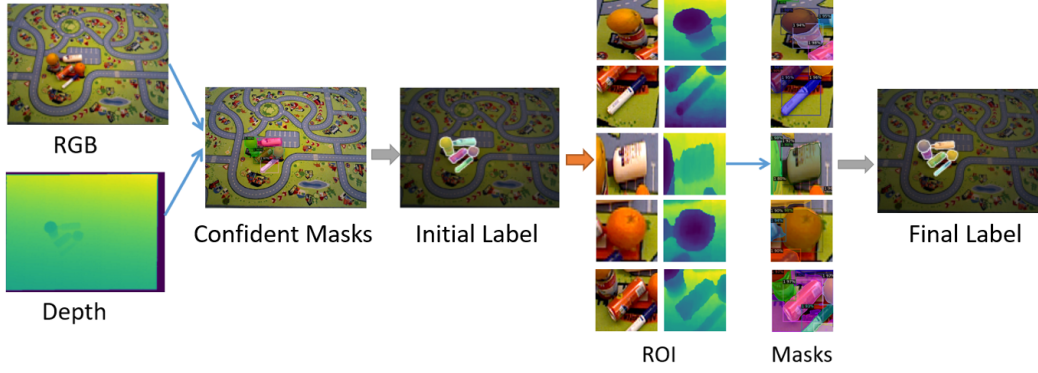 RGB
Depth
Confident Masks
Initial Label
ROI
Masks
Final Label